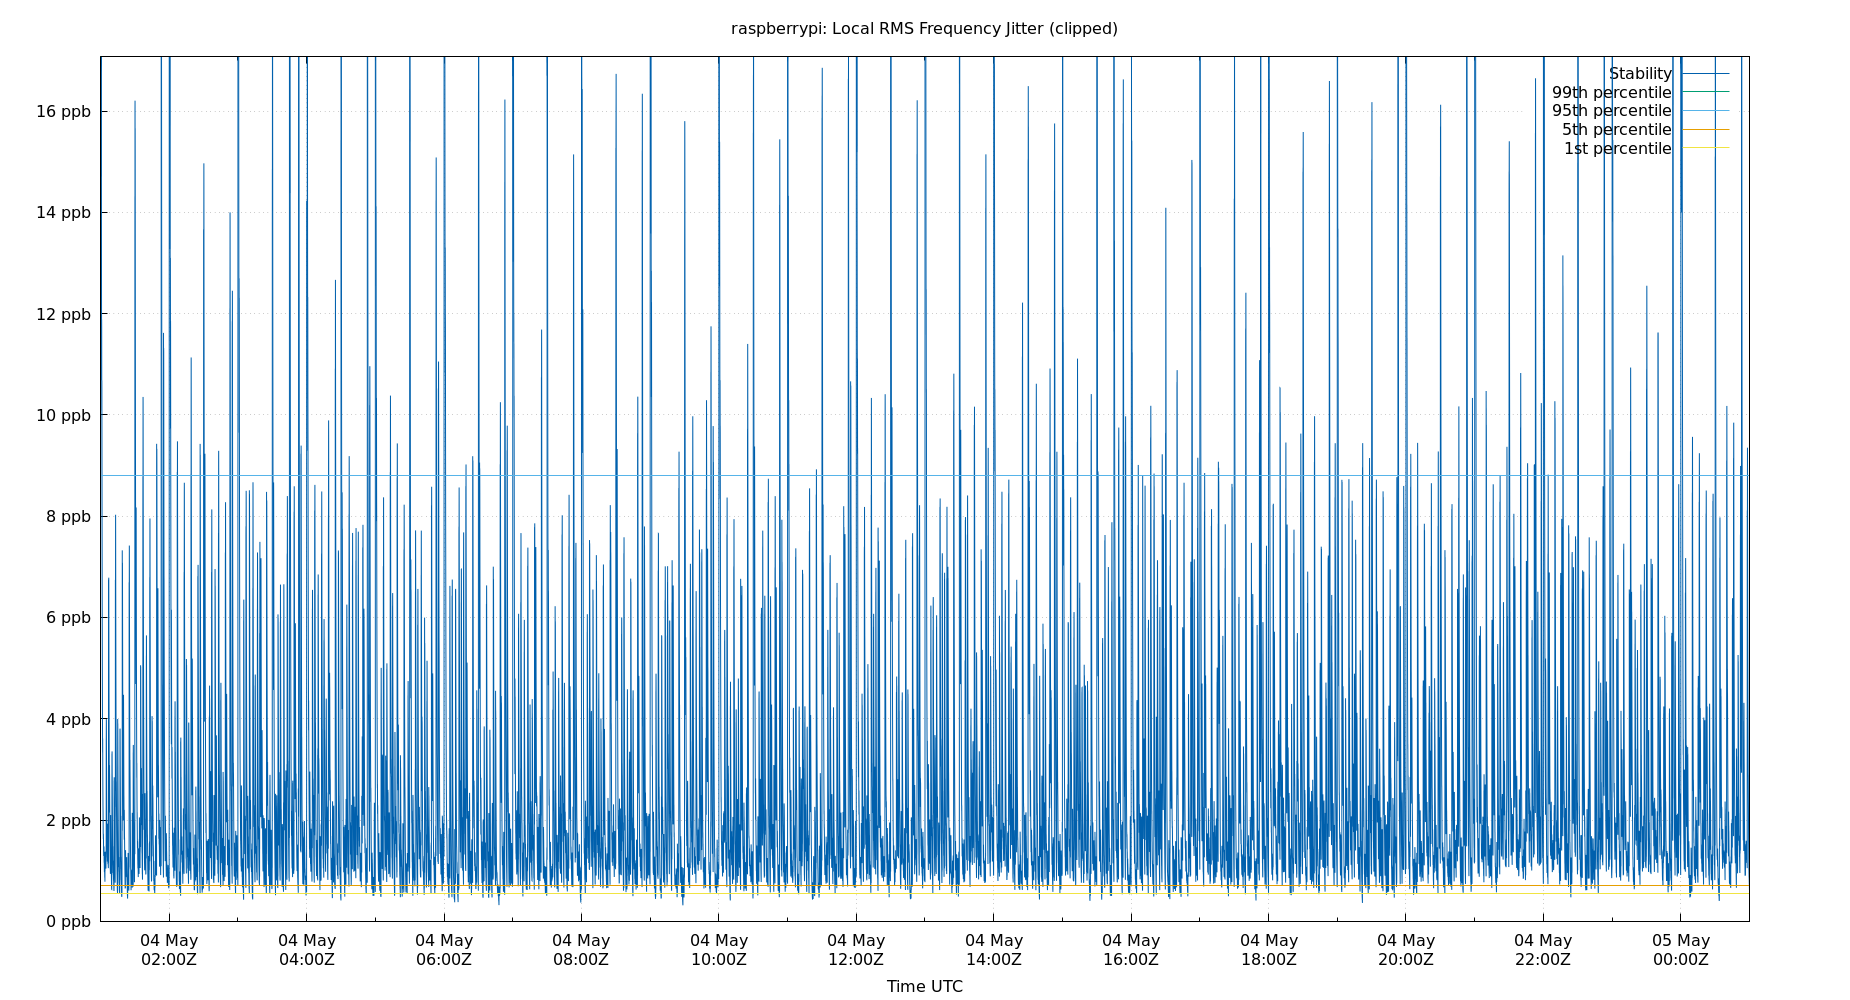 raspberrypi: Local RMS Frequency Jitter (clipped)
Stability
99th percentile
95th percentile
5th percentile
1st percentile
16 ppb
14 ppb
12 ppb
10 ppb
8 ppb
6 ppb
4 ppb
2 ppb
0 ppb
04 May 04 May 04 May 04 May 04 May 04 May 04 May 04 May 04 May 04 May 04 May 05 May
02:00Z 04:00Z 06:00Z 08:00Z 10:00Z 12:00Z 14:00Z 16:00Z 18:00Z 20:00Z 22:00Z 00:00Z
Time UTC